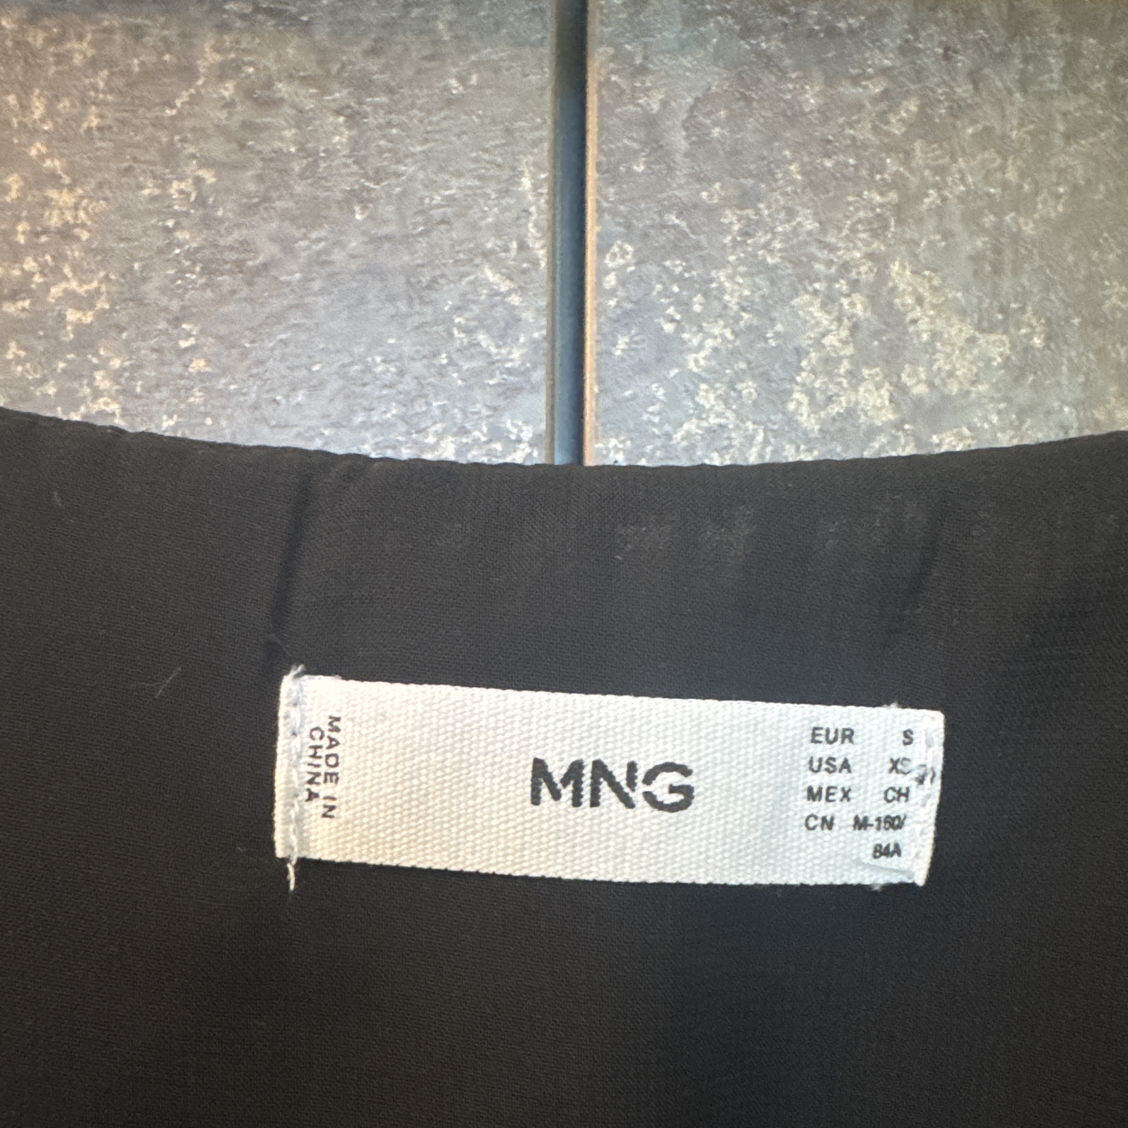 MADE IN
CHINA
MNG
EUR S
USA XS
MEX CH
CN M-160/
84A